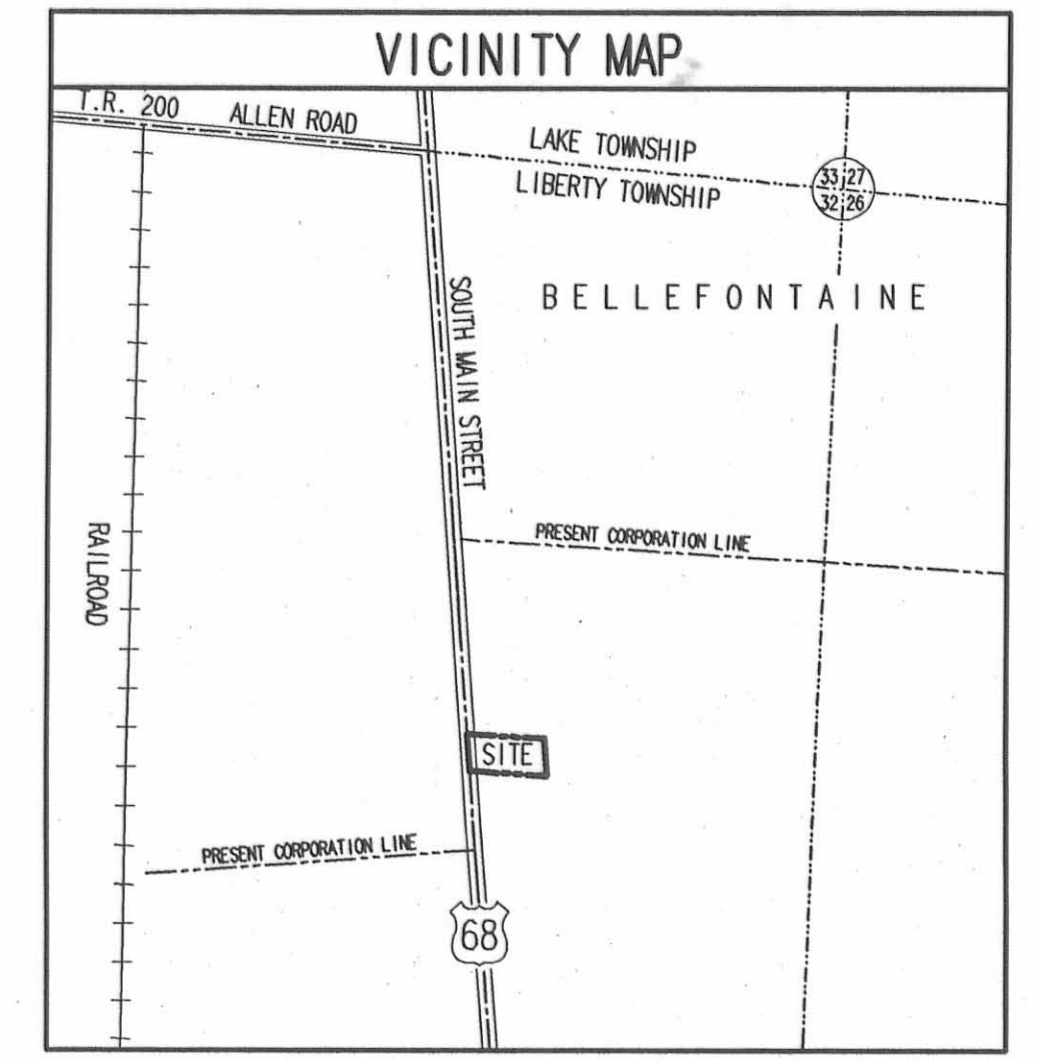 VICINITY MAP
T.R. 200 ALLEN ROAD
LAKE TOWNSHIP
LIBERTY TOWNSHIP
33 27
32 26
BELLEFONTAINE
SOUTH MAIN STREET
PRESENT CORPORATION LINE
RAILROAD
SITE
PRESENT CORPORATION LINE
68